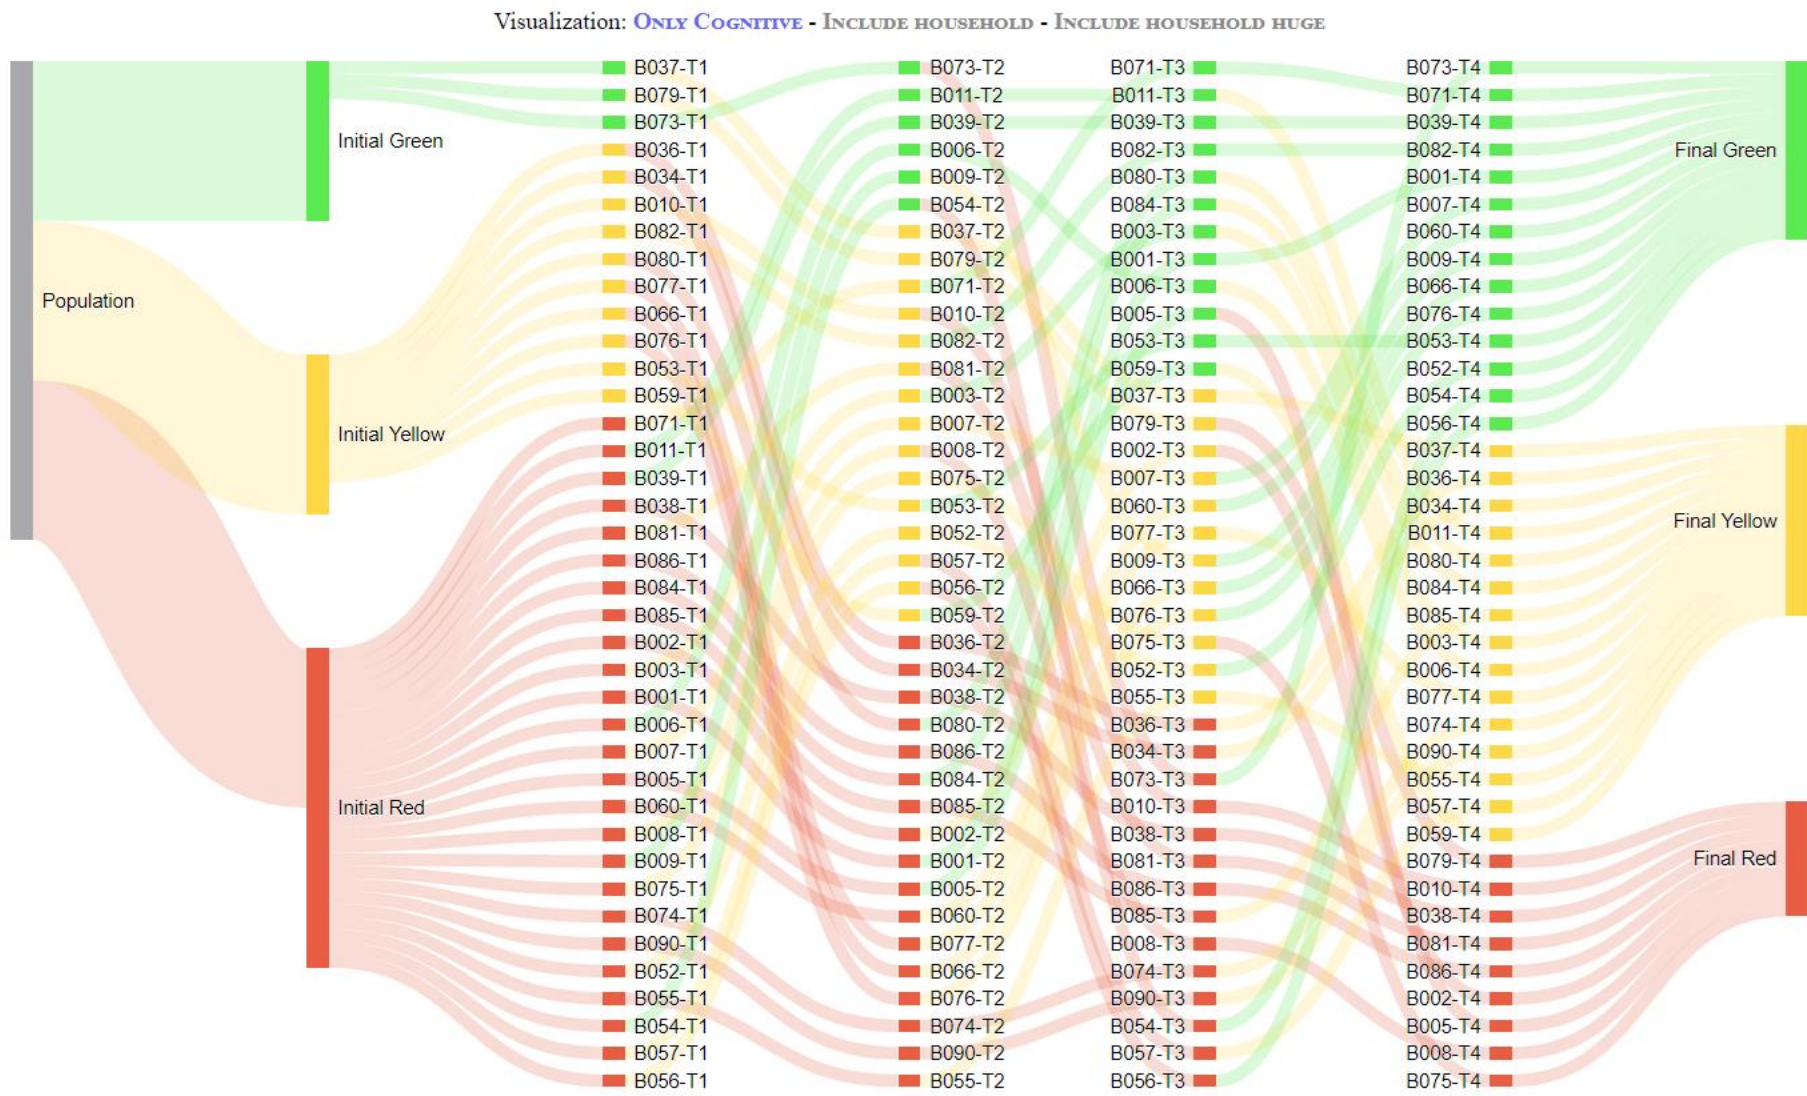 Visualization: Only Cognitive - Include household - Include household huge
Population
Initial Green
Initial Yellow
Initial Red
B037-T1
B079-T1
B073-T1
B036-T1
B034-T1
B010-T1
B082-T1
B080-T1
B077-T1
B066-T1
B076-T1
B053-T1
B059-T1
B071-T1
B011-T1
B039-T1
B038-T1
B081-T1
B086-T1
B084-T1
B085-T1
B002-T1
B003-T1
B001-T1
B006-T1
B007-T1
B005-T1
B060-T1
B008-T1
B009-T1
B075-T1
B074-T1
B090-T1
B052-T1
B055-T1
B054-T1
B057-T1
B056-T1
B073-T2
B011-T2
B039-T2
B006-T2
B009-T2
B054-T2
B037-T2
B079-T2
B071-T2
B010-T2
B082-T2
B081-T2
B003-T2
B007-T2
B008-T2
B075-T2
B053-T2
B052-T2
B057-T2
B056-T2
B059-T2
B036-T2
B034-T2
B038-T2
B080-T2
B086-T2
B084-T2
B085-T2
B002-T2
B001-T2
B005-T2
B060-T2
B077-T2
B066-T2
B076-T2
B074-T2
B090-T2
B055-T2
B071-T3
B011-T3
B039-T3
B082-T3
B080-T3
B084-T3
B003-T3
B001-T3
B006-T3
B005-T3
B053-T3
B059-T3
B037-T3
B079-T3
B002-T3
B007-T3
B060-T3
B077-T3
B009-T3
B066-T3
B076-T3
B075-T3
B052-T3
B055-T3
B036-T3
B034-T3
B073-T3
B010-T3
B038-T3
B081-T3
B086-T3
B085-T3
B008-T3
B074-T3
B090-T3
B054-T3
B057-T3
B056-T3
B073-T4
B071-T4
B039-T4
B082-T4
B001-T4
B007-T4
B060-T4
B009-T4
B066-T4
B076-T4
B053-T4
B052-T4
B054-T4
B056-T4
B037-T4
B036-T4
B034-T4
B011-T4
B080-T4
B084-T4
B085-T4
B003-T4
B006-T4
B077-T4
B074-T4
B090-T4
B055-T4
B057-T4
B059-T4
B079-T4
B010-T4
B038-T4
B081-T4
B086-T4
B002-T4
B005-T4
B008-T4
B075-T4
Final Green
Final Yellow
Final Red